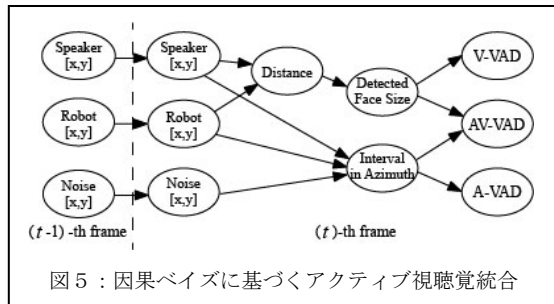 Speaker
[x,y]
Speaker
[x,y]
Distance
V-VAD
Detected
Face Size
Robot
[x,y]
Robot
[x,y]
AV-VAD
Interval
in Azimuth
Noise
[x,y]
Noise
[x,y]
A-VAD
(t-1) -th frame
(t)-th frame
図５：因果ベイズに基づくアクティブ視聴覚統合